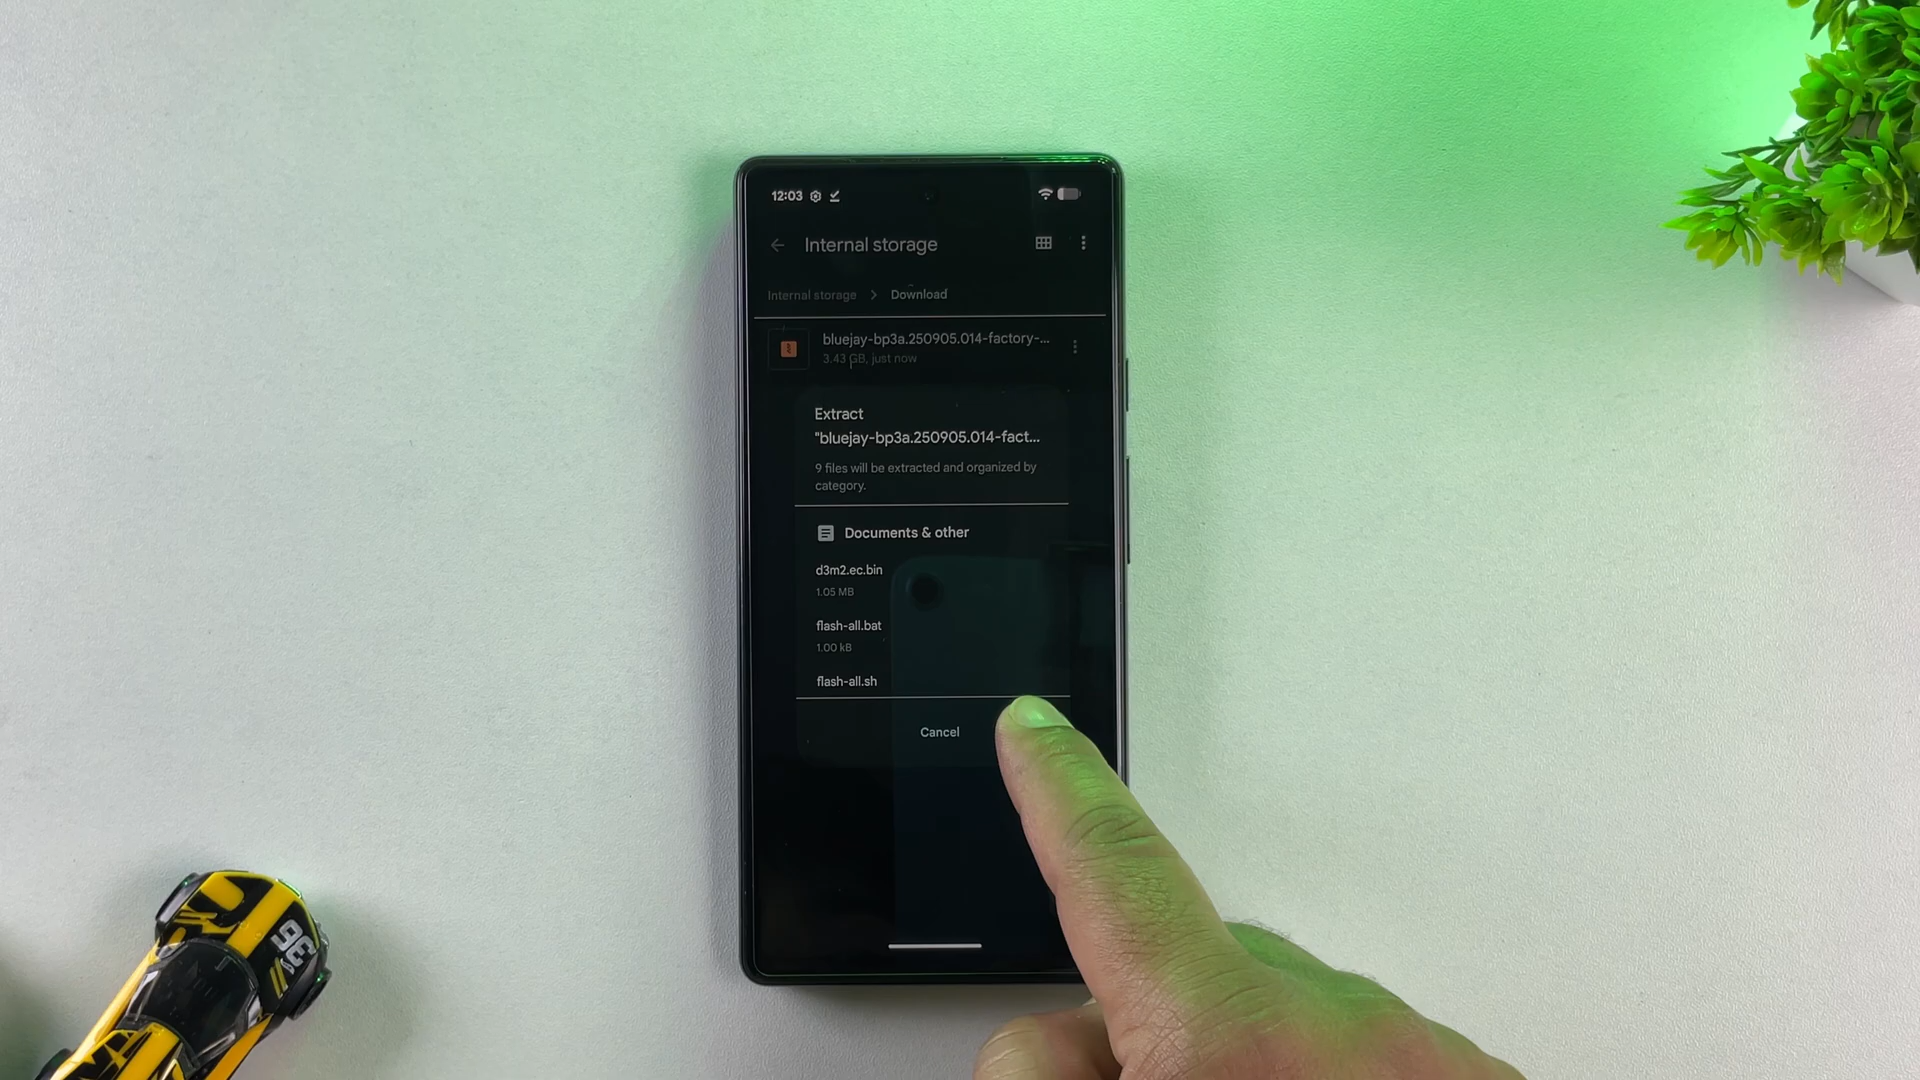 12:03
Internal storage
Internal storage > Download
bluejay-bp3a.250905.014-factory-...
3.43 GB, just now
Extract
"bluejay-bp3a.250905.014-fact...
9 files will be extracted and organized by
category.
Documents & other
d3m2.ec.bin
1.05 MB
flash-all.bat
1.00 kB
flash-all.sh
Cancel
36